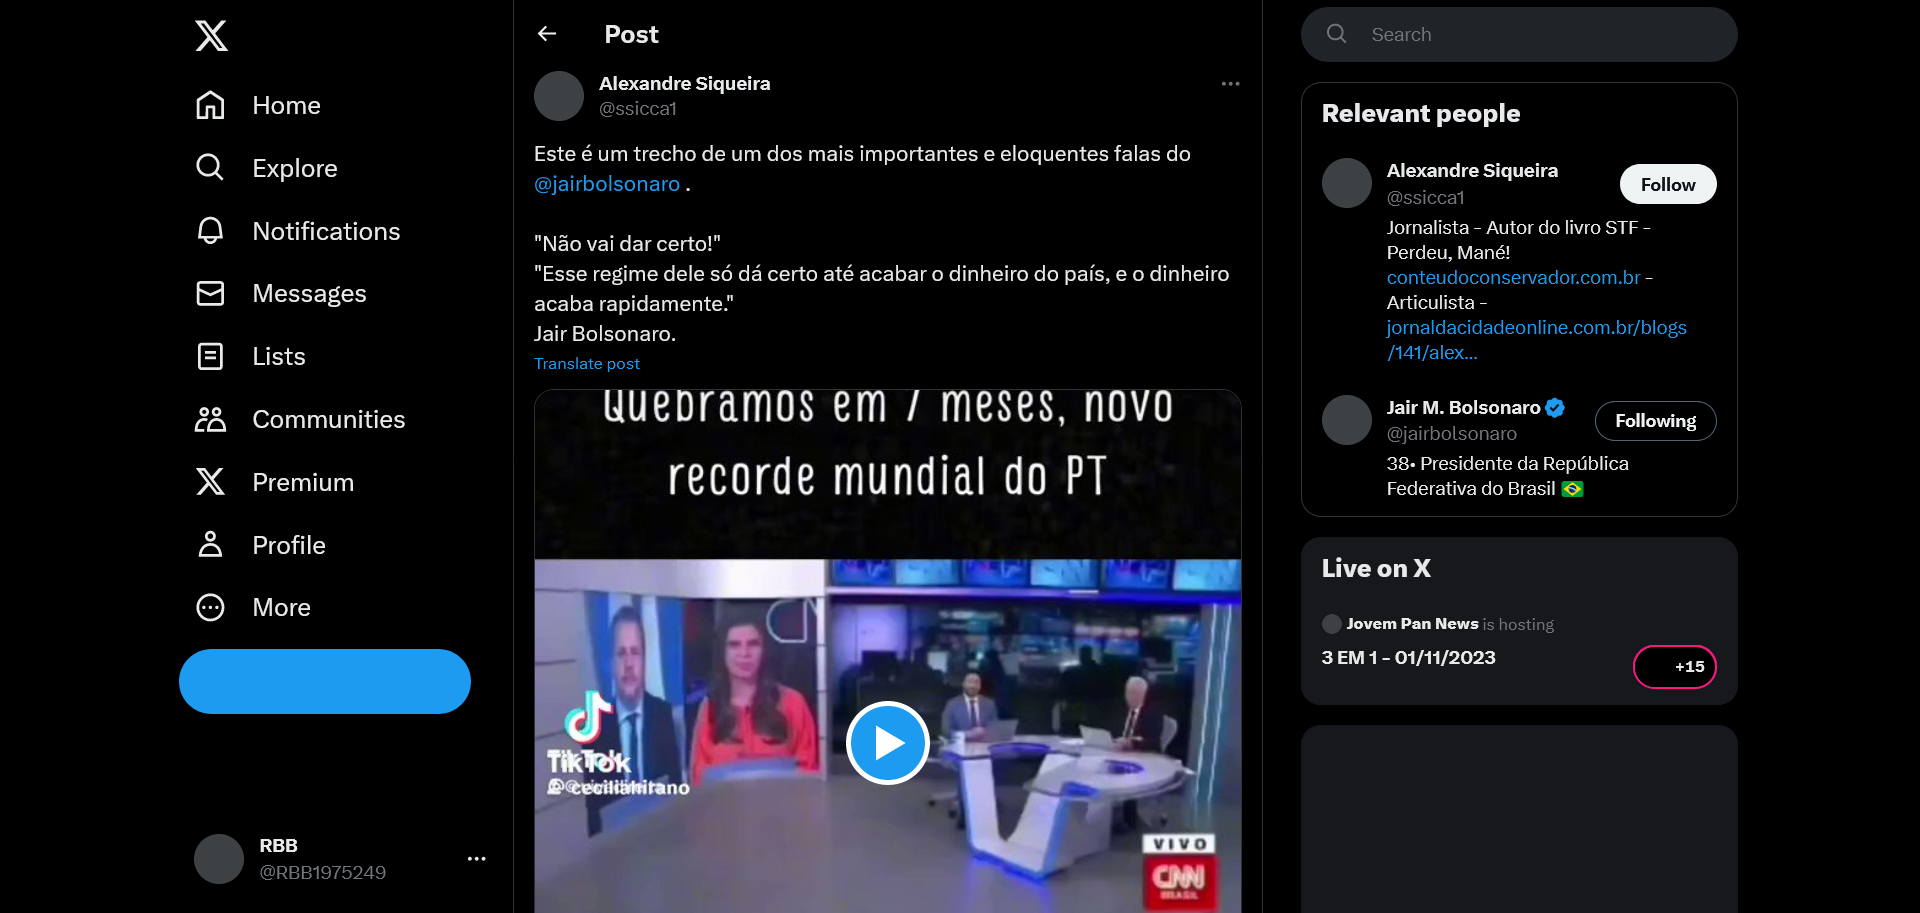 Home
Explore
Notifications
Messages
Lists
Communities
Premium
Profile
More
RBB
@RBB1975249
Post
Alexandre Siqueira
@ssicca1
Este é um trecho de um dos mais importantes e eloquentes falas do
@jairbolsonaro .
"Não vai dar certo!"
"Esse regime dele só dá certo até acabar o dinheiro do país, e o dinheiro
acaba rapidamente."
Jair Bolsonaro.
Translate post
Quebramos em 7 meses, novo
recorde mundial do PT
TikTok
VIVO
CNN
BRASIL
Search
Relevant people
Alexandre Siqueira
@ssicca1
Follow
Jornalista - Autor do livro STF -
Perdeu, Mané!
conteudoconservador.com.br -
Articulista -
jornaldacidadeonline.com.br/blogs
/141/alex...
Jair M. Bolsonaro
@jairbolsonaro
Following
38• Presidente da República
Federativa do Brasil
Live on X
Jovem Pan News is hosting
3 EM 1 - 01/11/2023
+15